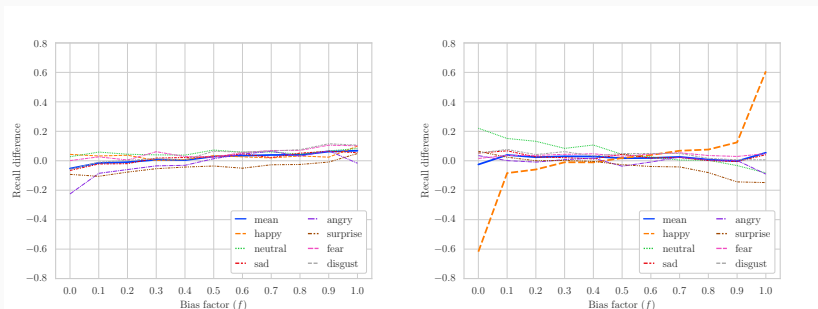 0.8
0.6
0.4
0.2
0.0
−0.2
−0.4
−0.6
−0.8
Recall difference
mean
happy
neutral
sad
angry
surprise
fear
disgust
0.0 0.1 0.2 0.3 0.4 0.5 0.6 0.7 0.8 0.9 1.0
Bias factor (f)
0.8
0.6
0.4
0.2
0.0
−0.2
−0.4
−0.6
−0.8
Recall difference
mean
happy
neutral
sad
angry
surprise
fear
disgust
0.0 0.1 0.2 0.3 0.4 0.5 0.6 0.7 0.8 0.9 1.0
Bias factor (f)